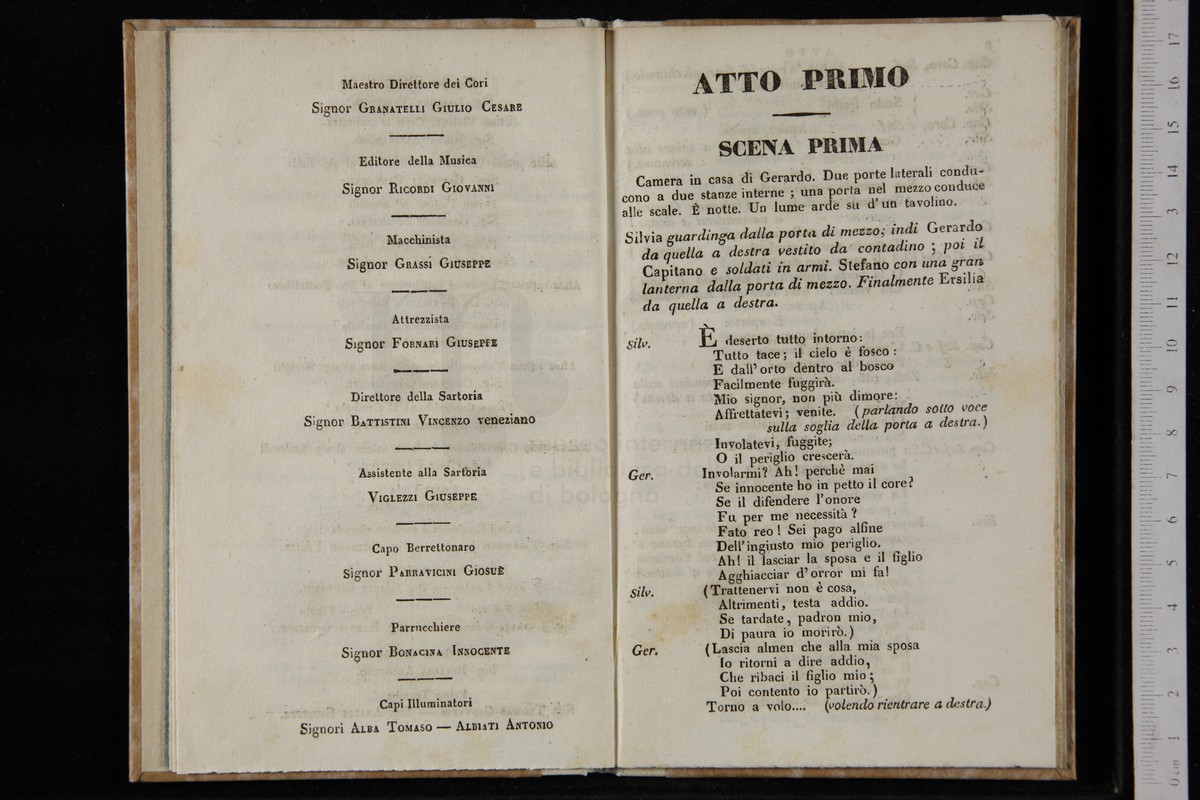 Maestro Direttore dei Cori
Signor Granatelli Giulio Cesare
Editore della Musica
Signor Ricordi Giovanni
Macchinista
Signor Grassi Giuseppe
Attrezzista
Signor Fornari Giuseppe
Direttore della Sartoria
Signor Battistini Vincenzo veneziano
Assistente alla Sartoria
Viglezzi Giuseppe
Capo Berrettonaro
Signor Parravicini Giosuè
Parrucchiere
Signor Bonacina Innocente
Capi Illuminatori
Signori Alba Tomaso — Albiati Antonio
ATTO PRIMO
SCENA PRIMA
Camera in casa di Gerardo. Due porte laterali condu-
cono a due stanze interne ; una porta nel mezzo conduce
alle scale. È notte. Un lume arde su d' un tavolino.
Silvia guardinga dalla porta di mezzo; indi Gerardo
da quella a destra vestito da contadino ; poi il
Capitano e soldati in armi. Stefano con una gran
lanterna dalla porta di mezzo. Finalmente Ersilia
da quella a destra.
Silv. È deserto tutto intorno:
Tutto tace; il cielo è fosco :
E dall' orto dentro al bosco
Facilmente fuggirà.
Mio signor, non più dimore:
Affrettatevi; venite. (parlando sotto voce
sulla soglia della porta a destra.)
Involatevi, fuggite;
O il periglio crescerà.
Ger. Involarmi? Ah! perchè mai
Se innocente ho in petto il core?
Se il difendere l'onore
Fu per me necessità ?
Fato reo ! Sei pago alfine
Dell'ingiusto mio periglio.
Ah! il lasciar la sposa e il figlio
Agghiacciar d' orror mi fa!
Silv. (Trattenervi non è cosa,
Altrimenti, testa addio.
Se tardate, padron mio,
Di paura io morirò.)
Ger. (Lascia almen che alla mia sposa
Io ritorni a dire addio,
Che ribaci il figlio mio ;
Poi contento io partirò.)
Torno a volo.... (volendo rientrare a destra.)
museo interna
e biblioteca de
di bologna